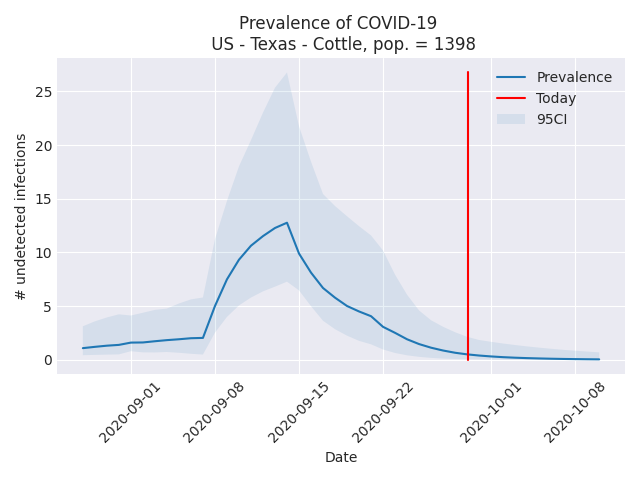 Prevalence of COVID-19
US - Texas - Cottle, pop. = 1398
Prevalence
Today
95CI
# undetected infections
25
20
15
10
5
0
2020-09-01
2020-09-08
2020-09-15
2020-09-22
2020-10-01
2020-10-08
Date